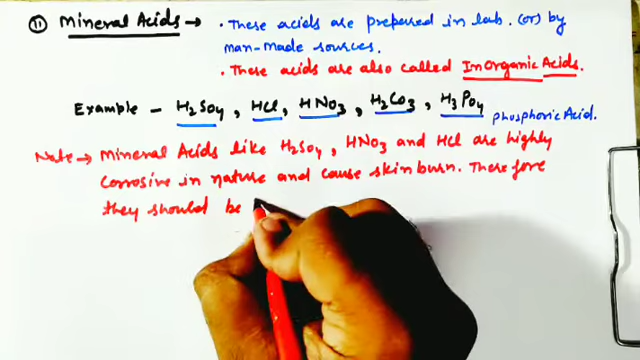 (11) Mineral Acids → • These acids are prepared in lab. (or) by
man-made sources.
• These acids are also called InOrganic Acids.
Example - H₂SO₄, HCl, HNO₃, H₂CO₃, H₃PO₄ phosphoric Acid.
Note → Mineral Acids like H₂SO₄, HNO₃ and HCl are highly
corrosive in nature and cause skin burn. Therefore
they should be